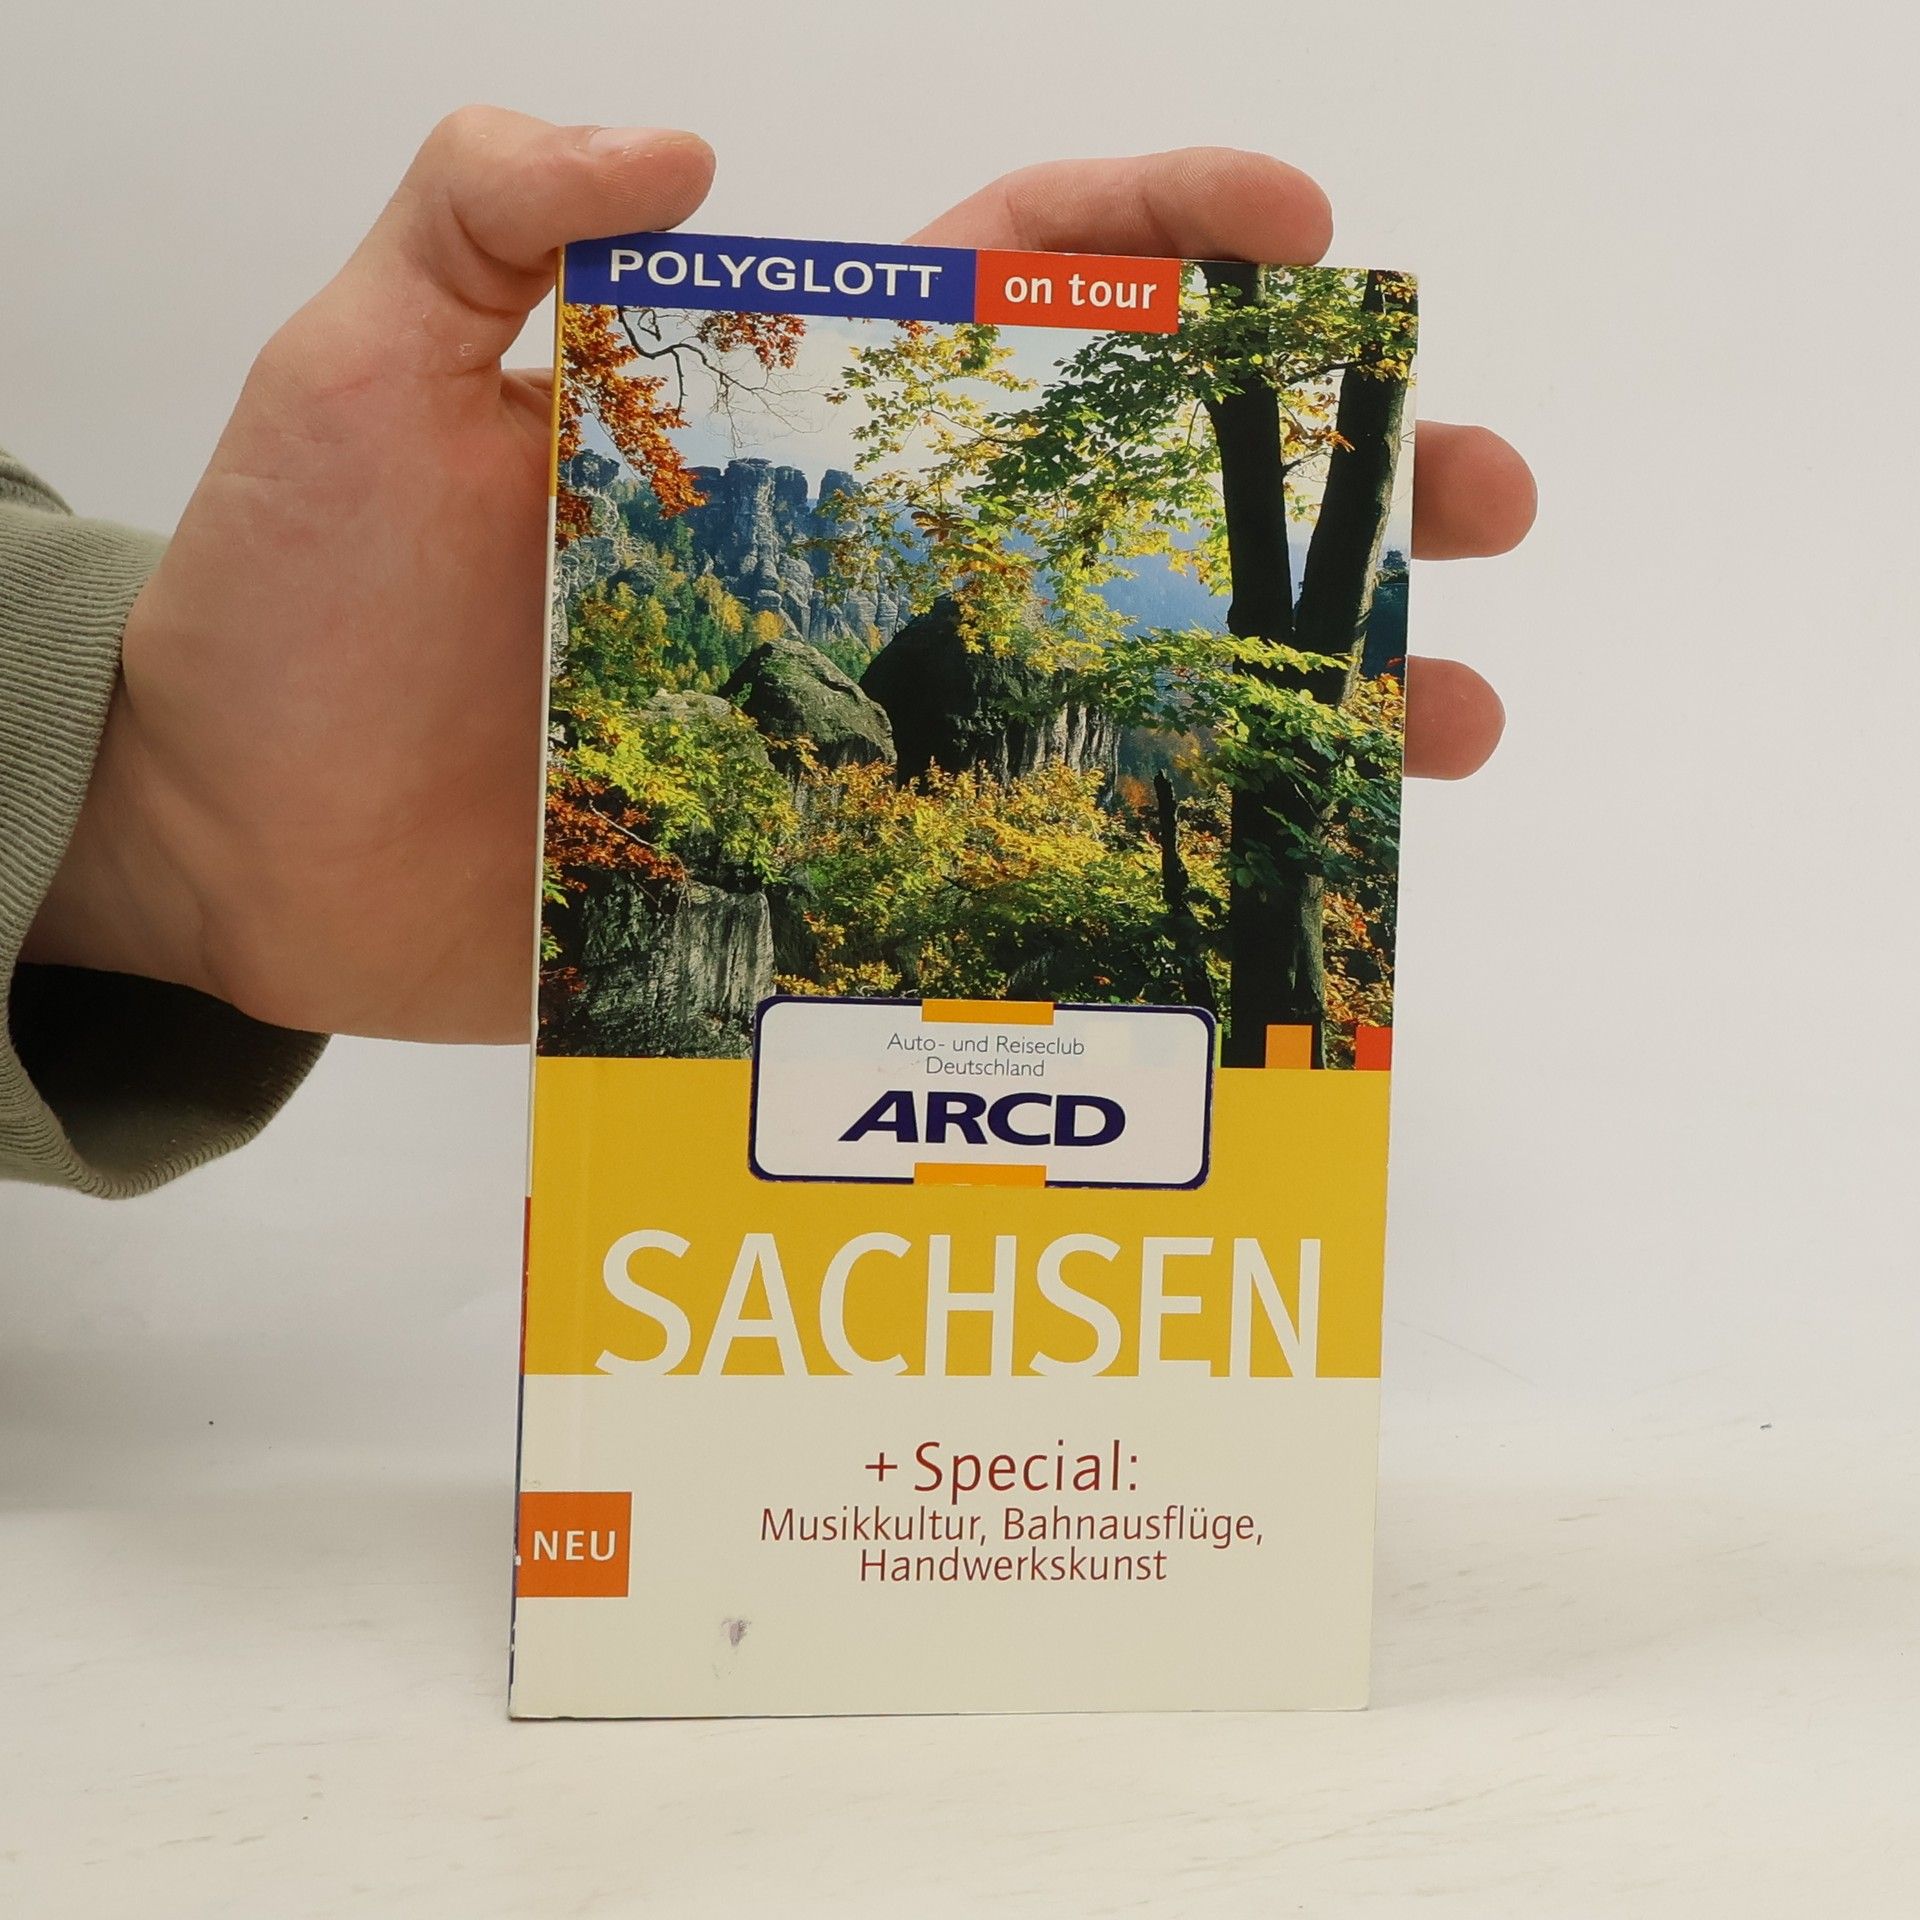 POLYGLOTT on tour
Auto- und Reiseclub
Deutschland
ARCD
SACHSEN
+ Special:
Musikkultur, Bahnausflüge,
Handwerkskunst
NEU